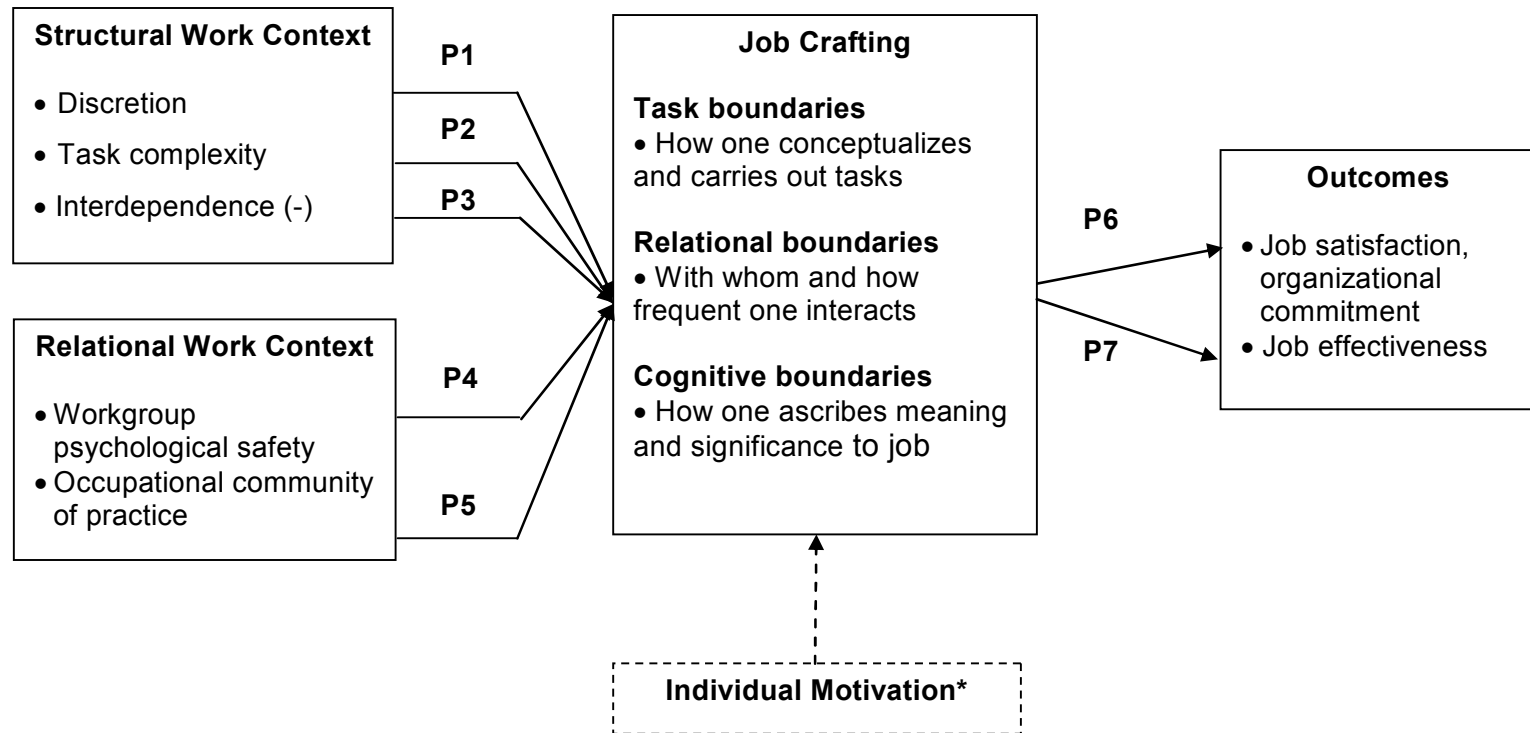 Structural Work Context
• Discretion
• Task complexity
• Interdependence (-)
P1
P2
P3
Relational Work Context
• Workgroup
psychological safety
• Occupational community
of practice
P4
P5
Job Crafting
Task boundaries
• How one conceptualizes
and carries out tasks
Relational boundaries
• With whom and how
frequent one interacts
Cognitive boundaries
• How one ascribes meaning
and significance to job
P6
P7
Outcomes
• Job satisfaction,
organizational
commitment
• Job effectiveness
Individual Motivation*